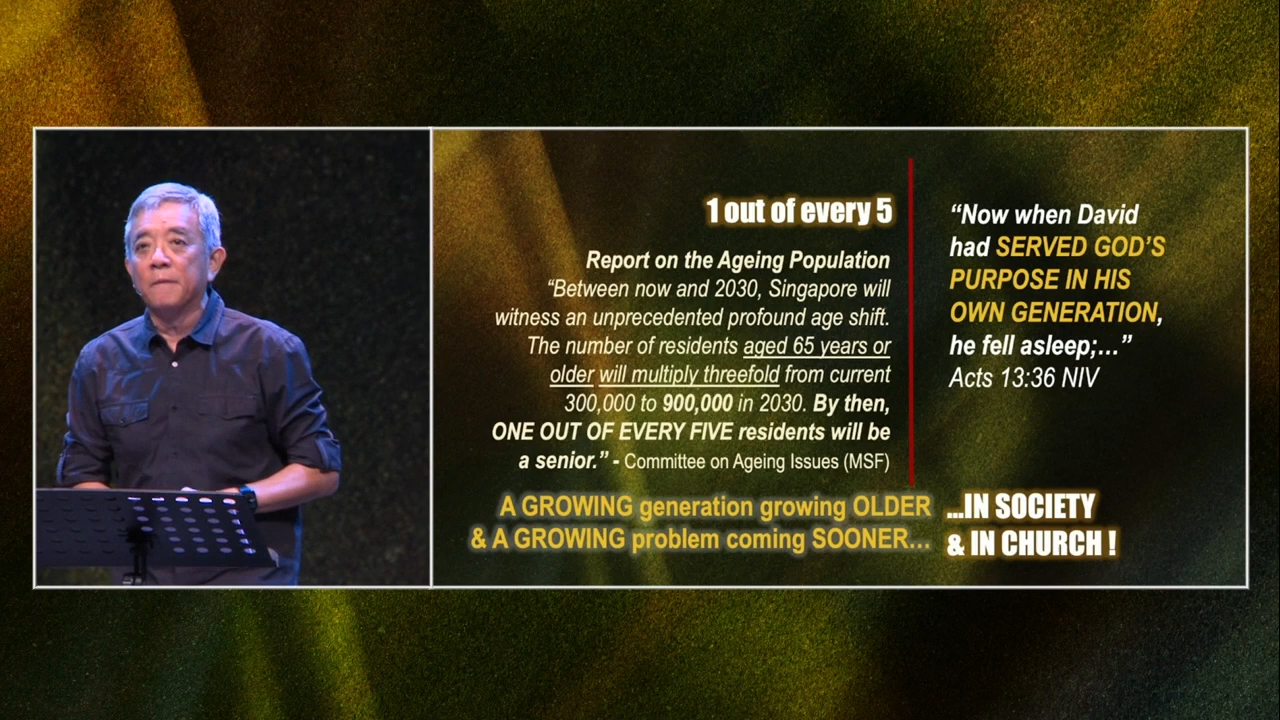 1 out of every 5
Report on the Ageing Population
“Between now and 2030, Singapore will
witness an unprecedented profound age shift.
The number of residents aged 65 years or
older will multiply threefold from current
300,000 to 900,000 in 2030. By then,
ONE OUT OF EVERY FIVE residents will be
a senior.” - Committee on Ageing Issues (MSF)
“Now when David
had SERVED GOD’S
PURPOSE IN HIS
OWN GENERATION,
he fell asleep;…”
Acts 13:36 NIV
A GROWING generation growing OLDER
& A GROWING problem coming SOONER…
...IN SOCIETY
& IN CHURCH !